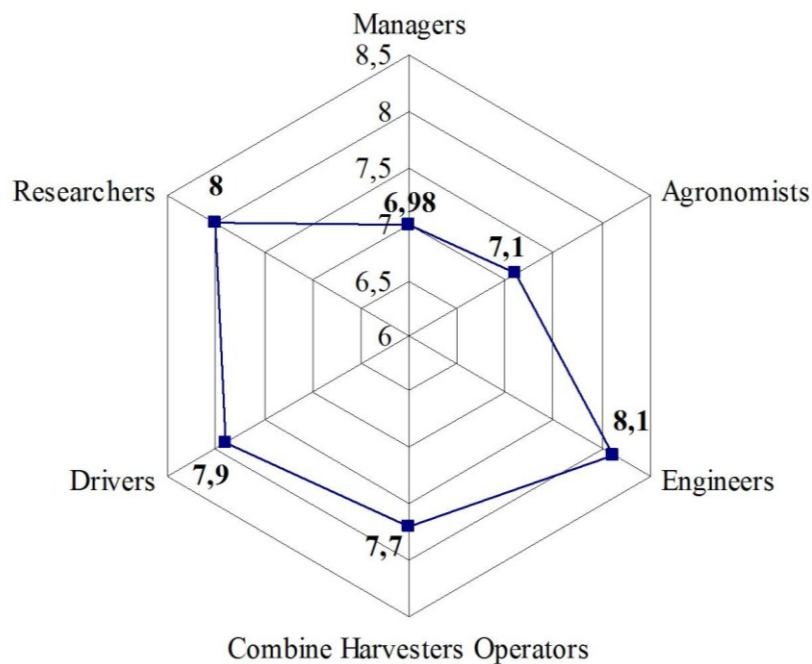 Managers
8,5
8
7,5
7
6,5
6
6,98
Agronomists
7,1
Engineers
8,1
Combine Harvesters Operators
7,7
Drivers
7,9
Researchers
8